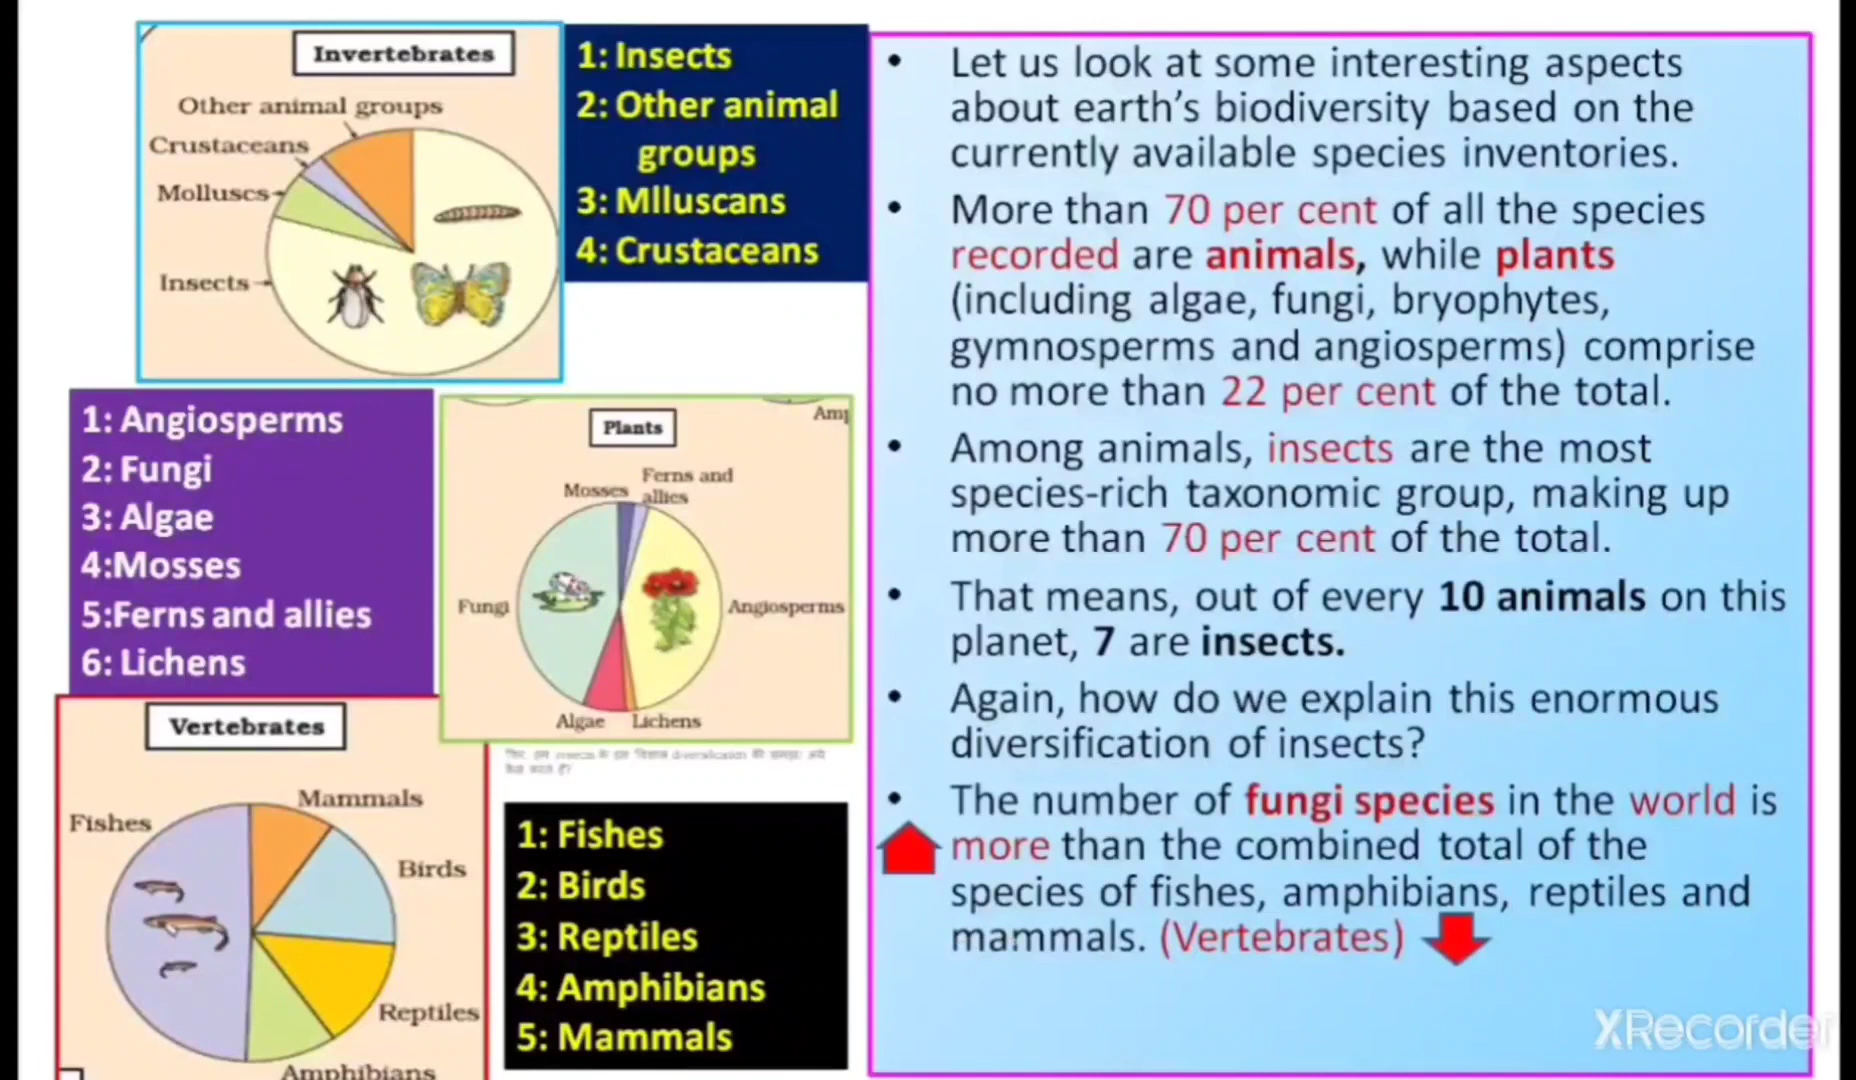 Invertebrates
Other animal groups
Crustaceans
Molluscs
Insects
1: Insects
2: Other animal
groups
3: Mlluscans
4: Crustaceans
1: Angiosperms
2: Fungi
3: Algae
4:Mosses
5:Ferns and allies
6: Lichens
Plants
Ferns and
Mosses allies
Fungi
Angiosperms
Algae Lichens
Vertebrates
Mammals
Fishes
Birds
Reptiles
Amphibians
1: Fishes
2: Birds
3: Reptiles
4: Amphibians
5: Mammals
• Let us look at some interesting aspects
about earth’s biodiversity based on the
currently available species inventories.
• More than 70 per cent of all the species
recorded are animals, while plants
(including algae, fungi, bryophytes,
gymnosperms and angiosperms) comprise
no more than 22 per cent of the total.
• Among animals, insects are the most
species-rich taxonomic group, making up
more than 70 per cent of the total.
• That means, out of every 10 animals on this
planet, 7 are insects.
• Again, how do we explain this enormous
diversification of insects?
• The number of fungi species in the world is
more than the combined total of the
species of fishes, amphibians, reptiles and
mammals. (Vertebrates)
XRecorder